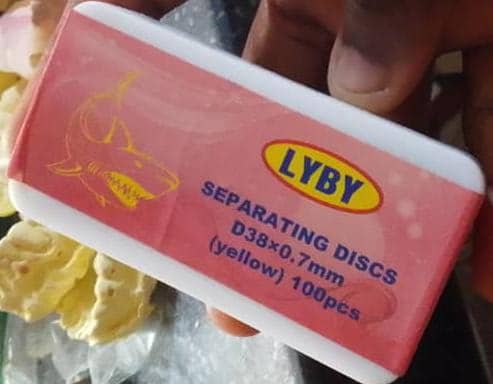 LYBY
SEPARATING DISCS
D38×0.7mm
(yellow) 100pcs